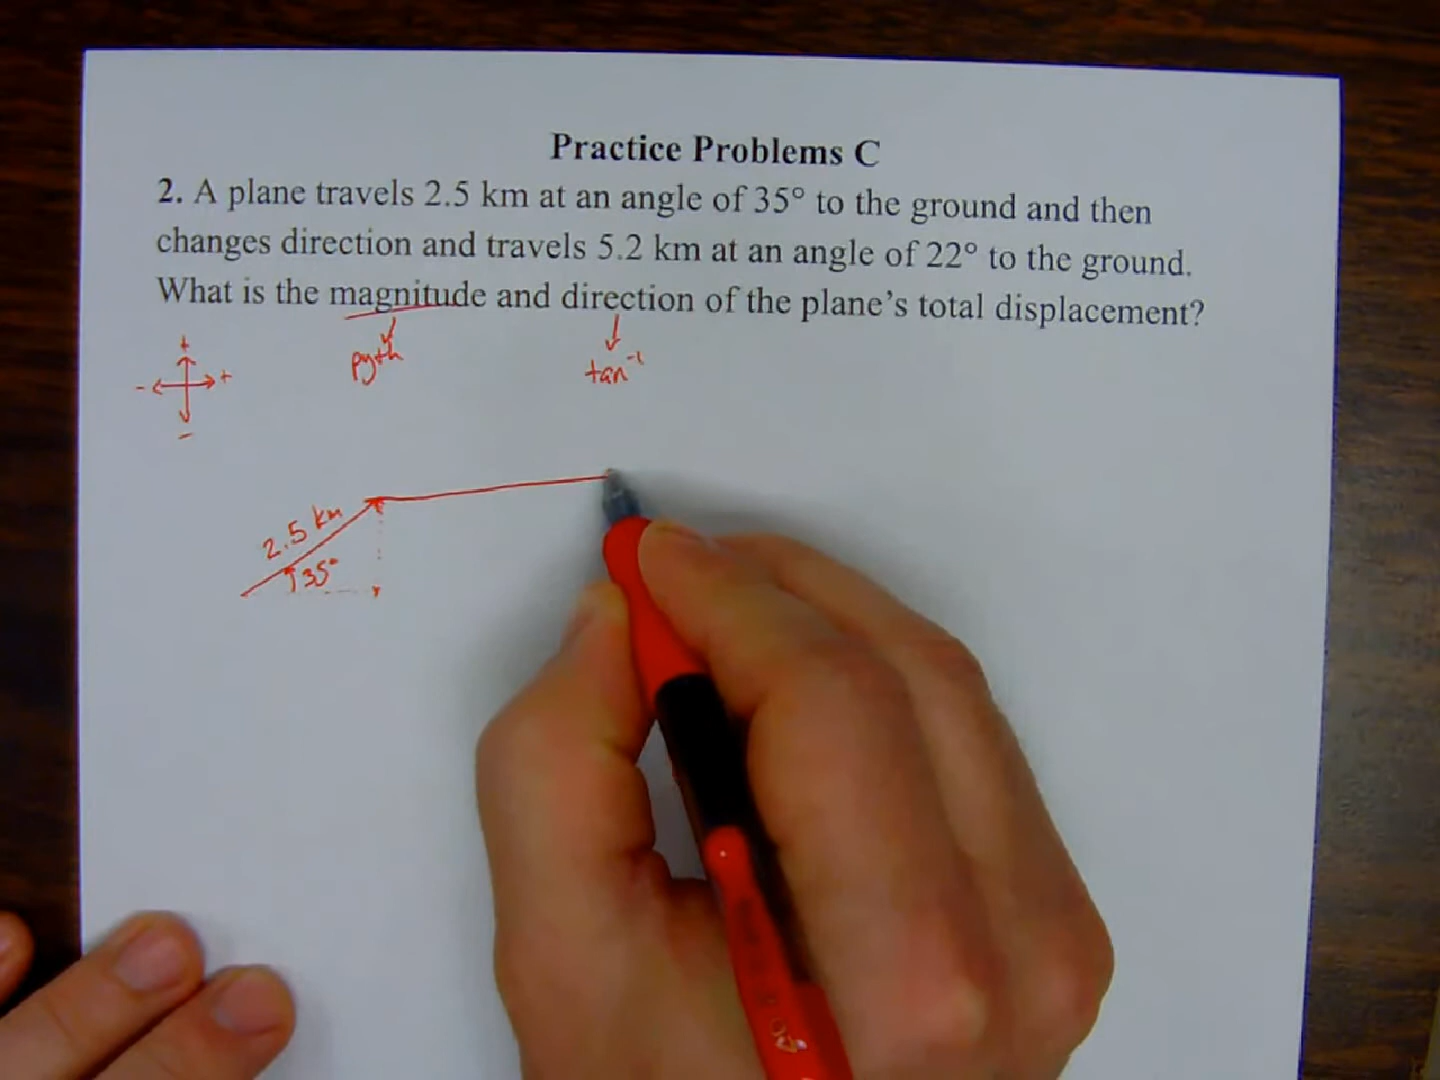 Practice Problems C
2. A plane travels 2.5 km at an angle of 35° to the ground and then
changes direction and travels 5.2 km at an angle of 22° to the ground.
What is the magnitude and direction of the plane's total displacement?
+
- +
-
pyth
tan⁻¹
2.5 km
35°